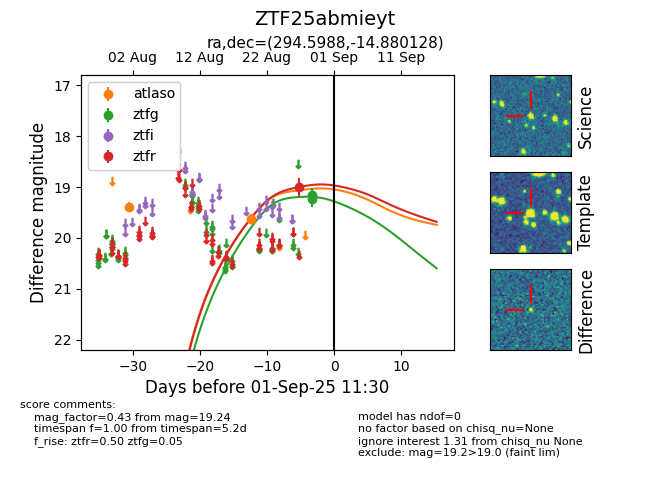 ZTF25abmieyt
ra,dec=(294.5988,-14.880128)
02 Aug 12 Aug 22 Aug 01 Sep 11 Sep
17
18
19
20
21
22
Difference magnitude
atlaso
ztfg
ztfi
ztfr
−30 −20 −10 0 10
Days before 01-Sep-25 11:30
Science
Template
Difference
score comments:
mag_factor=0.43 from mag=19.24
timespan f=1.00 from timespan=5.2d
f_rise: ztfr=0.50 ztfg=0.05
model has ndof=0
no factor based on chisq_nu=None
ignore interest 1.31 from chisq_nu None
exclude: mag=19.2>19.0 (faint lim)